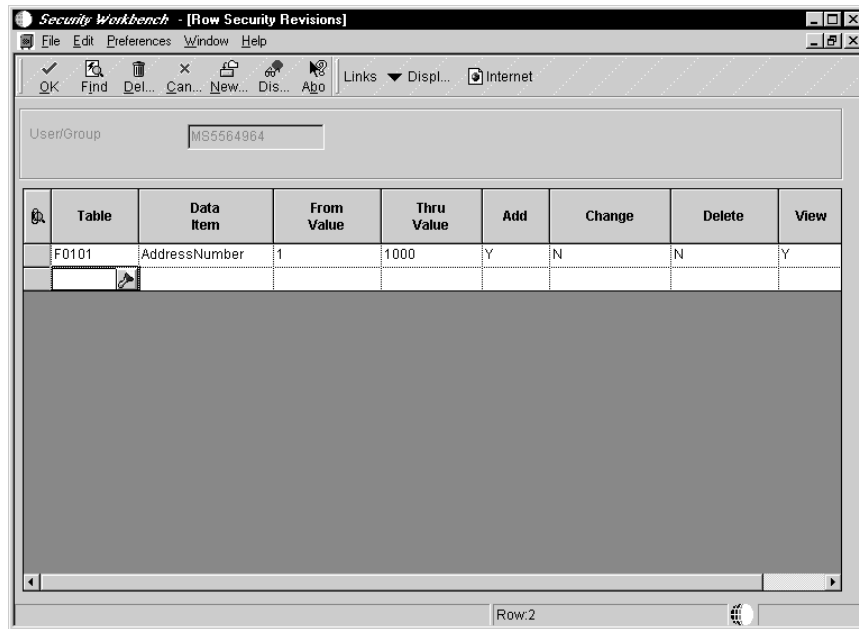 Security Workbench - [Row Security Revisions]
File Edit Preferences Window Help
OK Find Del... Can... New... Dis... Abo Links Displ... Internet
User/Group MS5564964
Table Data Item From Value Thru Value Add Change Delete View
F0101 AddressNumber 1 1000 Y N N Y
Row:2